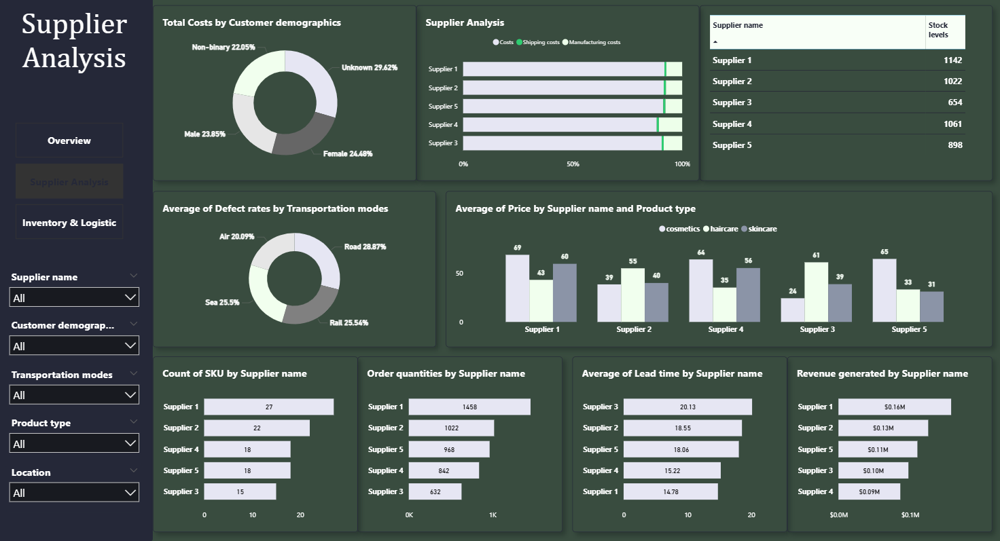 Supplier
Analysis
Overview
Supplier Analysis
Inventory & Logistic
Supplier name
All
Customer demograp...
All
Transportation modes
All
Product type
All
Location
All
Total Costs by Customer demographics
Non-binary 22.05%
Unknown 29.62%
Male 23.85%
Female 24.48%
Supplier Analysis
Costs Shipping costs Manufacturing costs
Supplier 1
Supplier 2
Supplier 5
Supplier 4
Supplier 3
0% 50% 100%
Supplier name Stock levels
Supplier 1 1142
Supplier 2 1022
Supplier 3 654
Supplier 4 1061
Supplier 5 898
Average of Defect rates by Transportation modes
Air 20.09%
Road 28.87%
Sea 25.5%
Rail 25.54%
Average of Price by Supplier name and Product type
cosmetics haircare skincare
50
0
69 43 60
39 55 40
64 35 56
24 61 39
65 33 31
Supplier 1 Supplier 2 Supplier 4 Supplier 3 Supplier 5
Count of SKU by Supplier name
Supplier 1 27
Supplier 2 22
Supplier 4 18
Supplier 5 18
Supplier 3 15
0 10 20
Order quantities by Supplier name
Supplier 1 1458
Supplier 2 1022
Supplier 5 968
Supplier 4 842
Supplier 3 632
0K 1K
Average of Lead time by Supplier name
Supplier 3 20.13
Supplier 2 18.55
Supplier 5 18.06
Supplier 4 15.22
Supplier 1 14.78
0 10 20
Revenue generated by Supplier name
Supplier 1 $0.16M
Supplier 2 $0.13M
Supplier 5 $0.11M
Supplier 3 $0.10M
Supplier 4 $0.09M
$0.0M $0.1M